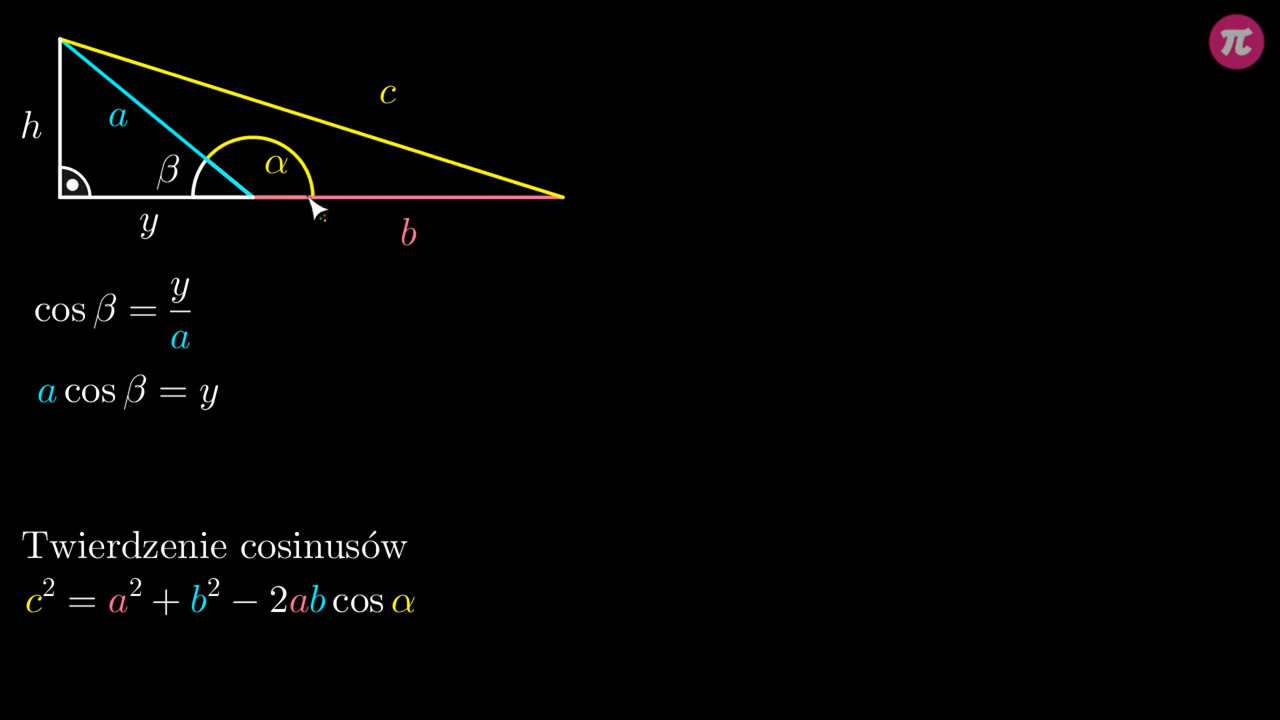 c
a
h
β
α
y
b
π
cos β = y/a
a cos β = y
Twierdzenie cosinusów
c² = a² + b² − 2ab cos α